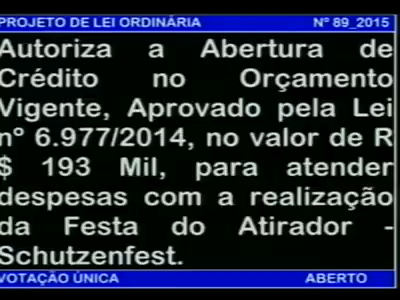 PROJETO DE LEI ORDINÁRIA Nº 89_2015
Autoriza a Abertura de
Crédito no Orçamento
Vigente, Aprovado pela Lei
nº 6.977/2014, no valor de R
$ 193 Mil, para atender
despesas com a realização
da Festa do Atirador -
Schutzenfest.
VOTAÇÃO ÚNICA ABERTO